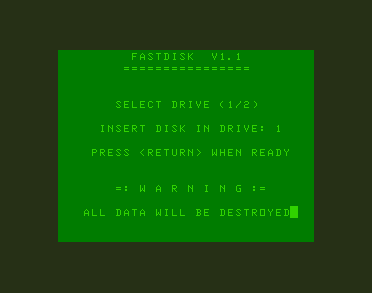 FASTDISK V1.1
================
SELECT DRIVE (1/2)
INSERT DISK IN DRIVE: 1
PRESS <RETURN> WHEN READY
=: W A R N I N G :=
ALL DATA WILL BE DESTROYED